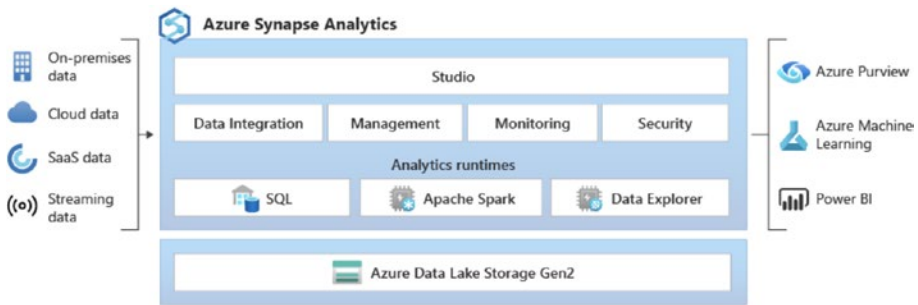 Azure Synapse Analytics
On-premises
data
Cloud data
SaaS data
Streaming
data
Studio
Data Integration
Management
Monitoring
Security
Analytics runtimes
SQL
Apache Spark
Data Explorer
Azure Data Lake Storage Gen2
Azure Purview
Azure Machine
Learning
Power BI